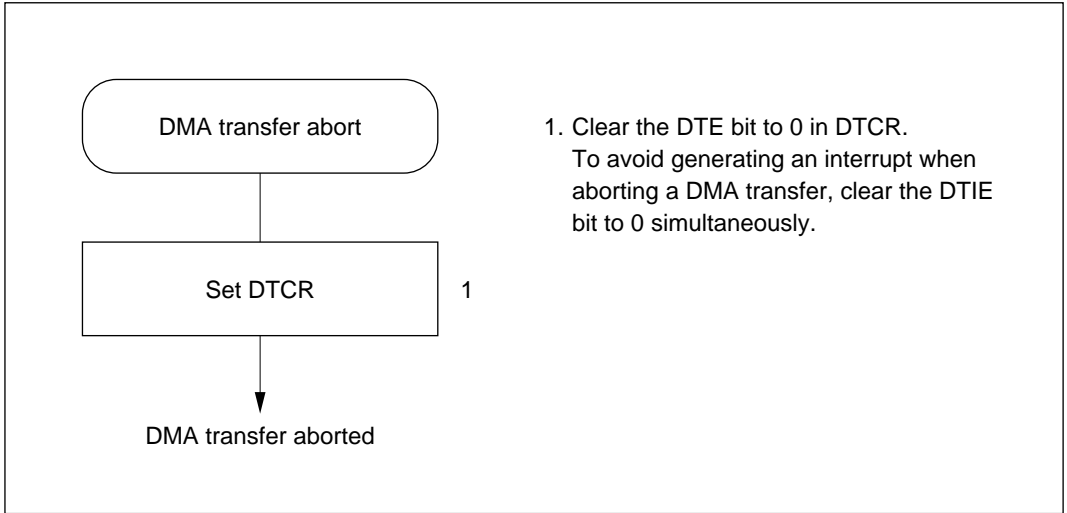 DMA transfer abort
Set DTCR
1
DMA transfer aborted
1. Clear the DTE bit to 0 in DTCR.
To avoid generating an interrupt when
aborting a DMA transfer, clear the DTIE
bit to 0 simultaneously.